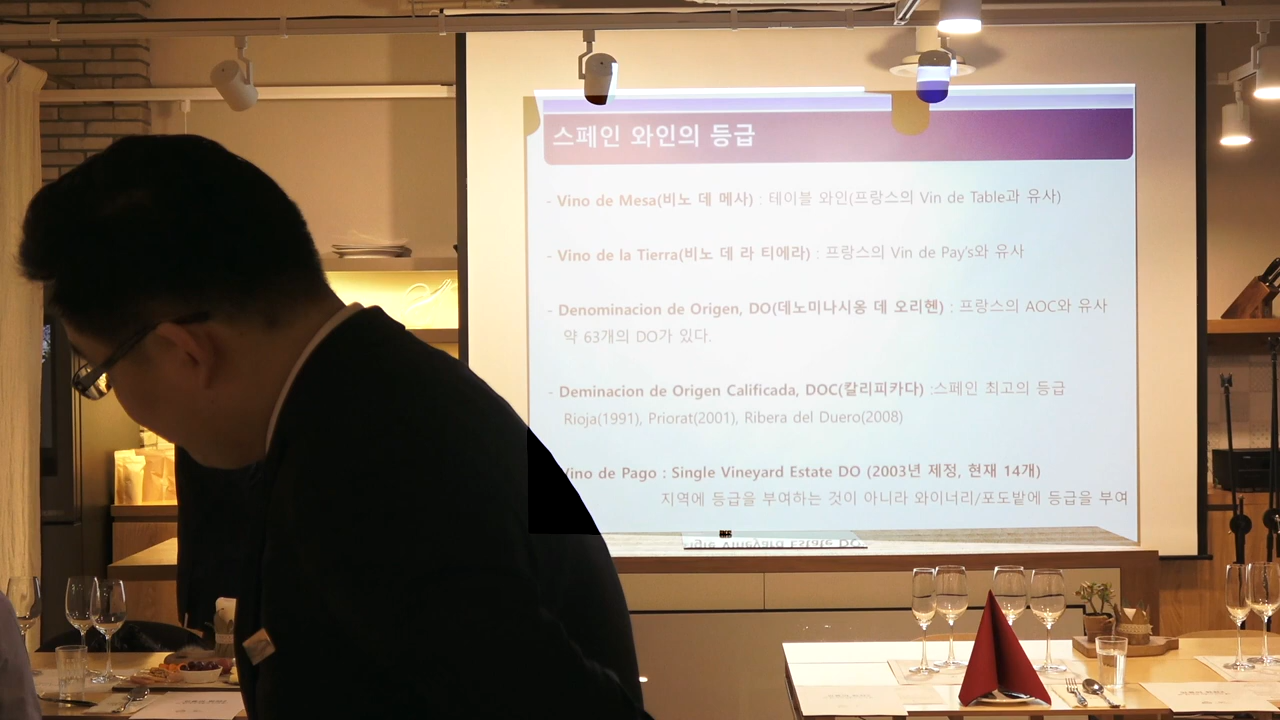 스페인 와인의 등급
- Vino de Mesa(비노 데 메사) : 테이블 와인(프랑스의 Vin de Table과 유사)
- Vino de la Tierra(비노 데 라 티에라) : 프랑스의 Vin de Pay's와 유사
- Denominacion de Origen, DO(데노미나시옹 데 오리헨) : 프랑스의 AOC와 유사
약 63개의 DO가 있다.
- Deminacion de Origen Calificada, DOC(칼리피카다) :스페인 최고의 등급
Rioja(1991), Priorat(2001), Ribera del Duero(2008)
Vino de Pago : Single Vineyard Estate DO (2003년 제정, 현재 14개)
지역에 등급을 부여하는 것이 아니라 와이너리/포도밭에 등급을 부여